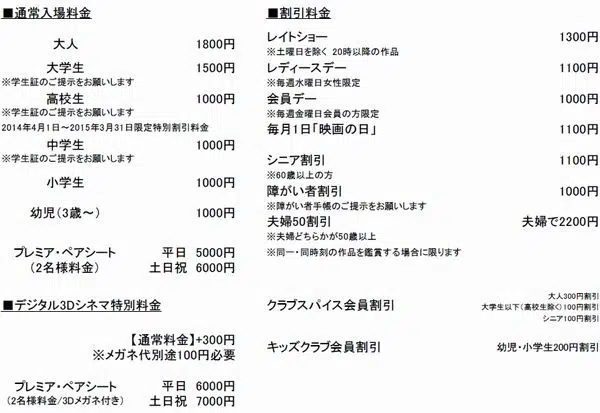 ■通常入場料金
大人 1800円
大学生 1500円
※学生証のご提示をお願いします
高校生 1000円
※学生証のご提示をお願いします
2014年4月1日～2015年3月31日限定特別割引料金
中学生 1000円
※学生証のご提示をお願いします
小学生 1000円
幼児(3歳～) 1000円
プレミア・ペアシート 平日 5000円
(2名様料金) 土日祝 6000円
■デジタル3Dシネマ特別料金
【通常料金】+300円
※メガネ代別途100円必要
プレミア・ペアシート 平日 6000円
(2名様料金/3Dメガネ付き) 土日祝 7000円
■割引料金
レイトショー 1300円
※土曜日を除く 20時以降の作品
レディースデー 1100円
※毎週水曜日女性限定
会員デー 1000円
※毎週金曜日会員の方限定
毎月1日「映画の日」 1100円
シニア割引 1100円
※60歳以上の方
障がい者割引 1000円
※障がい者手帳のご提示をお願いします
夫婦50割引 夫婦で2200円
※夫婦どちらかが50歳以上
※同一・同時刻の作品を鑑賞する場合に限ります
クラブスパイス会員割引
大人300円割引
大学生以下(高校生除く)100円割引
シニア100円割引
キッズクラブ会員割引 幼児・小学生200円割引